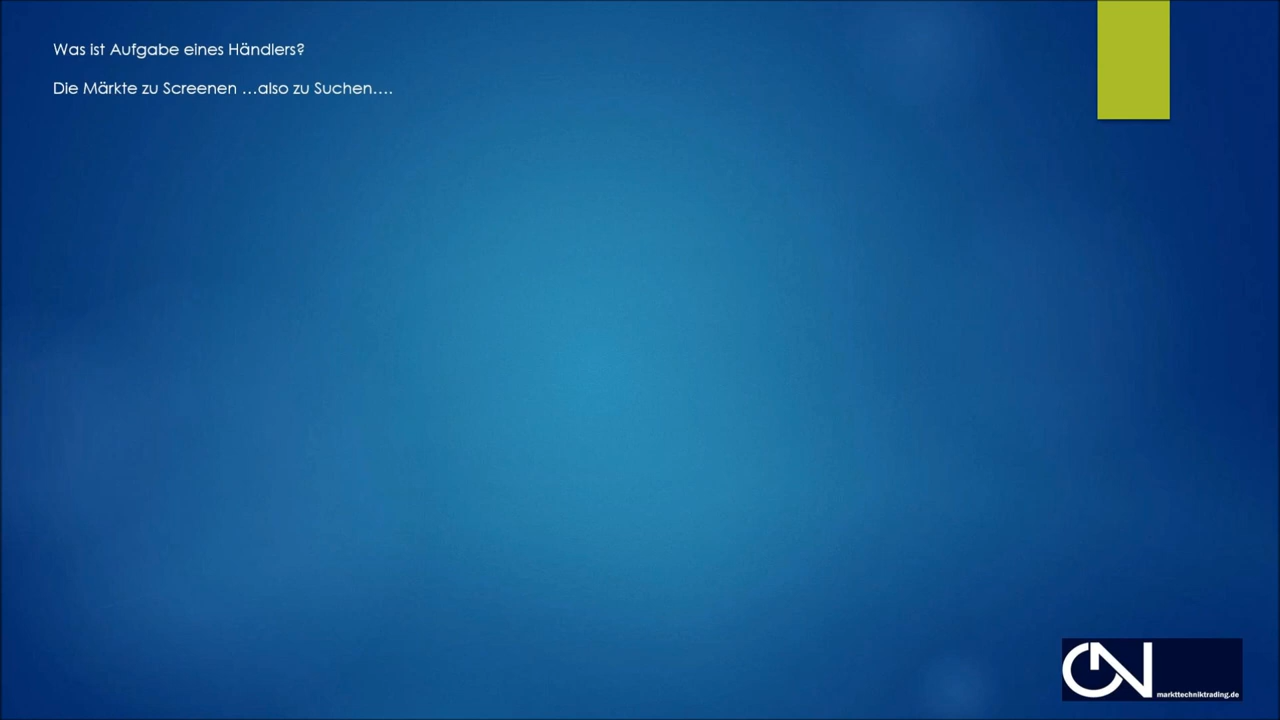 Was ist Aufgabe eines Händlers?
Die Märkte zu Screenen …also zu Suchen….
markttechniktrading.de